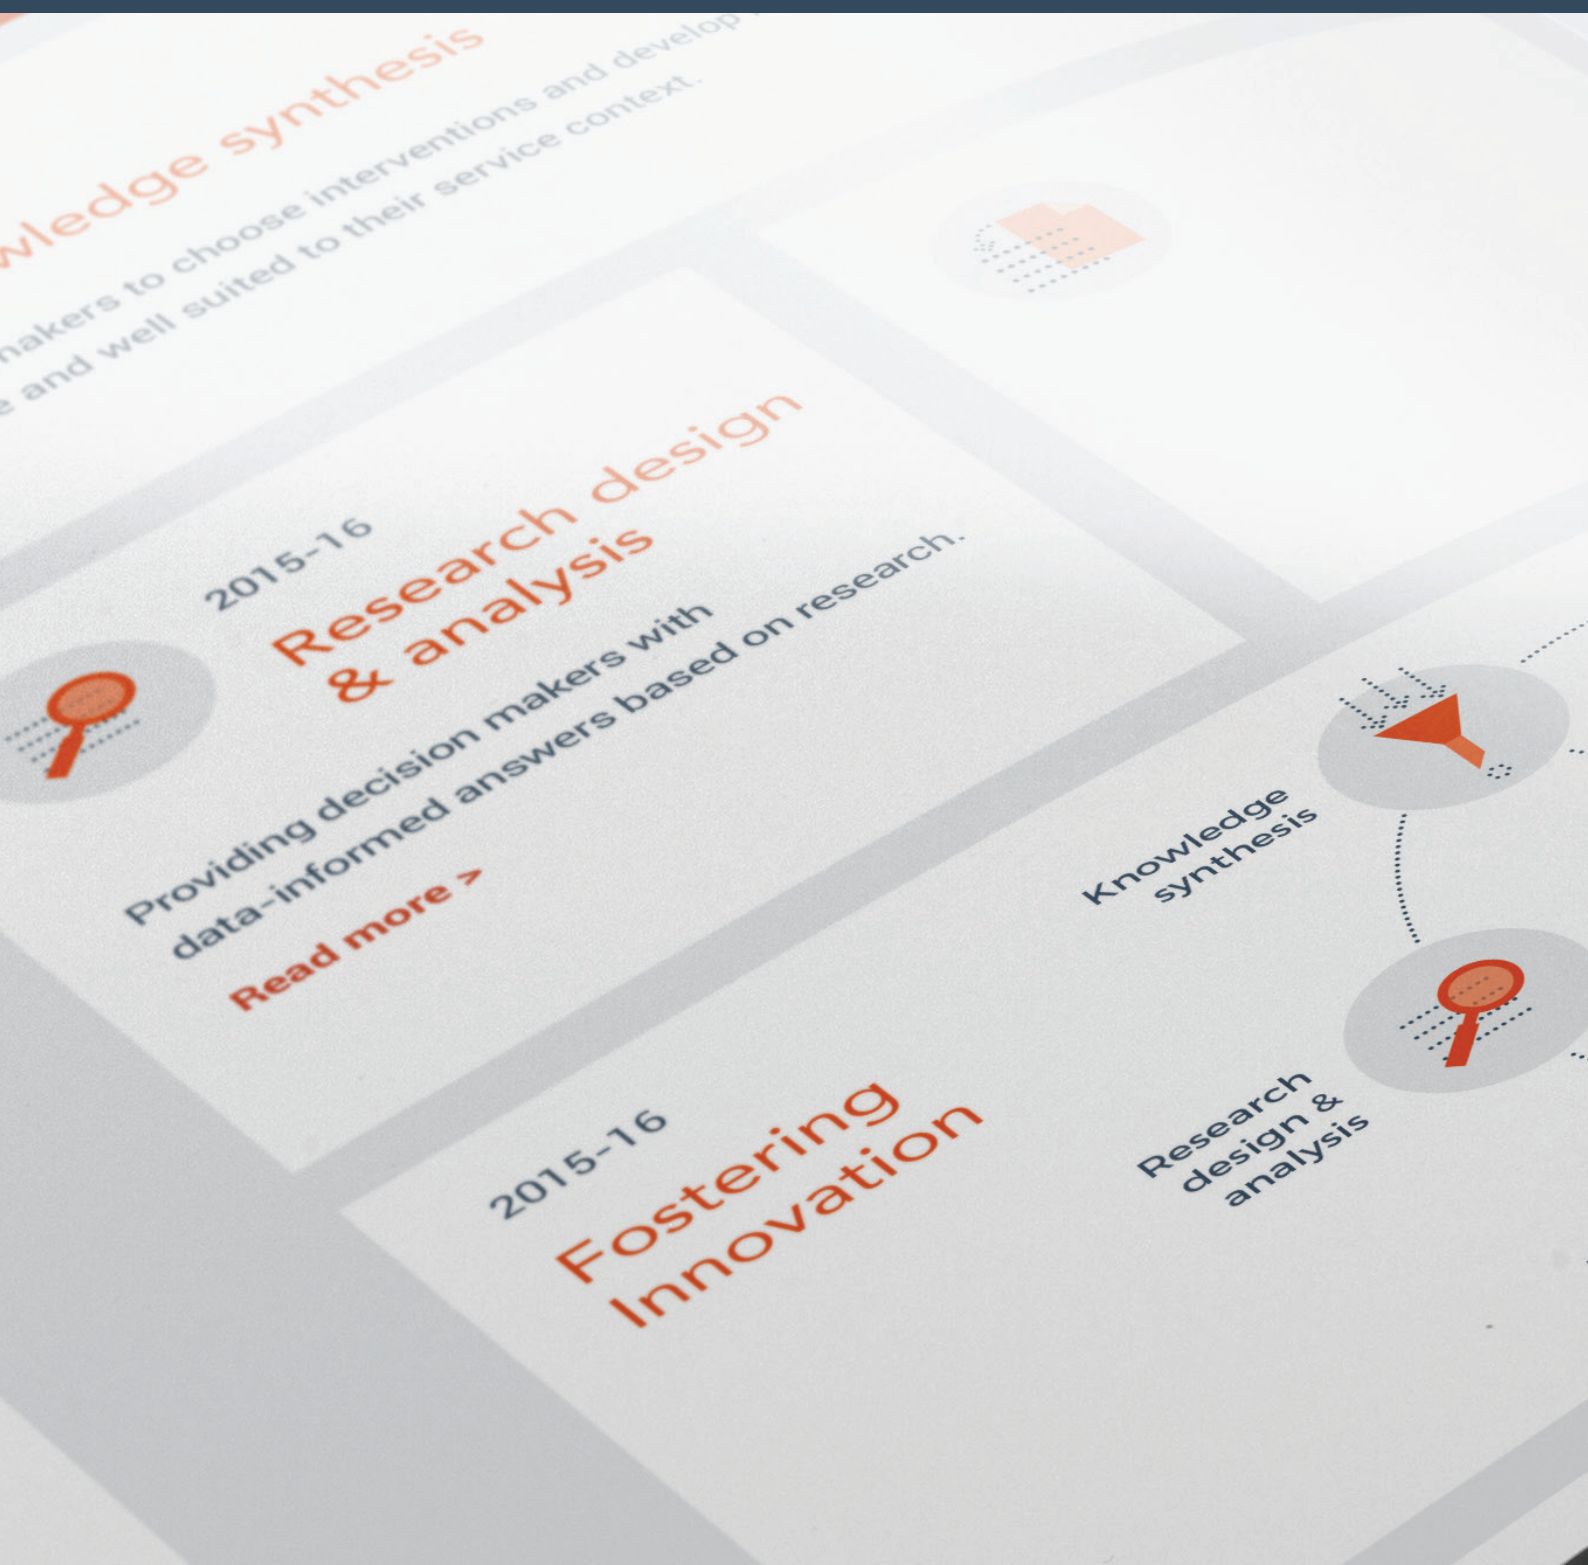 wledge synthesis
makers to choose interventions and develop
e and well suited to their service context.
2015-16
Research design
& analysis
Providing decision makers with
data-informed answers based on research.
Read more >
Knowledge
synthesis
Research
design &
analysis
2015-16
Fostering
Innovation